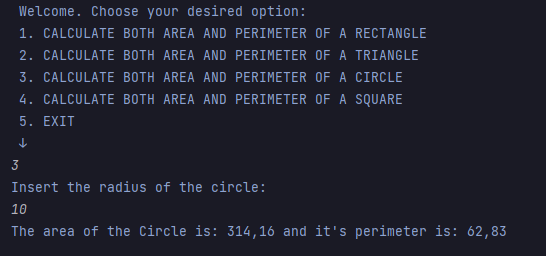 Welcome. Choose your desired option:
1. CALCULATE BOTH AREA AND PERIMETER OF A RECTANGLE
2. CALCULATE BOTH AREA AND PERIMETER OF A TRIANGLE
3. CALCULATE BOTH AREA AND PERIMETER OF A CIRCLE
4. CALCULATE BOTH AREA AND PERIMETER OF A SQUARE
5. EXIT
↓
3
Insert the radius of the circle:
10
The area of the Circle is: 314,16 and it's perimeter is: 62,83